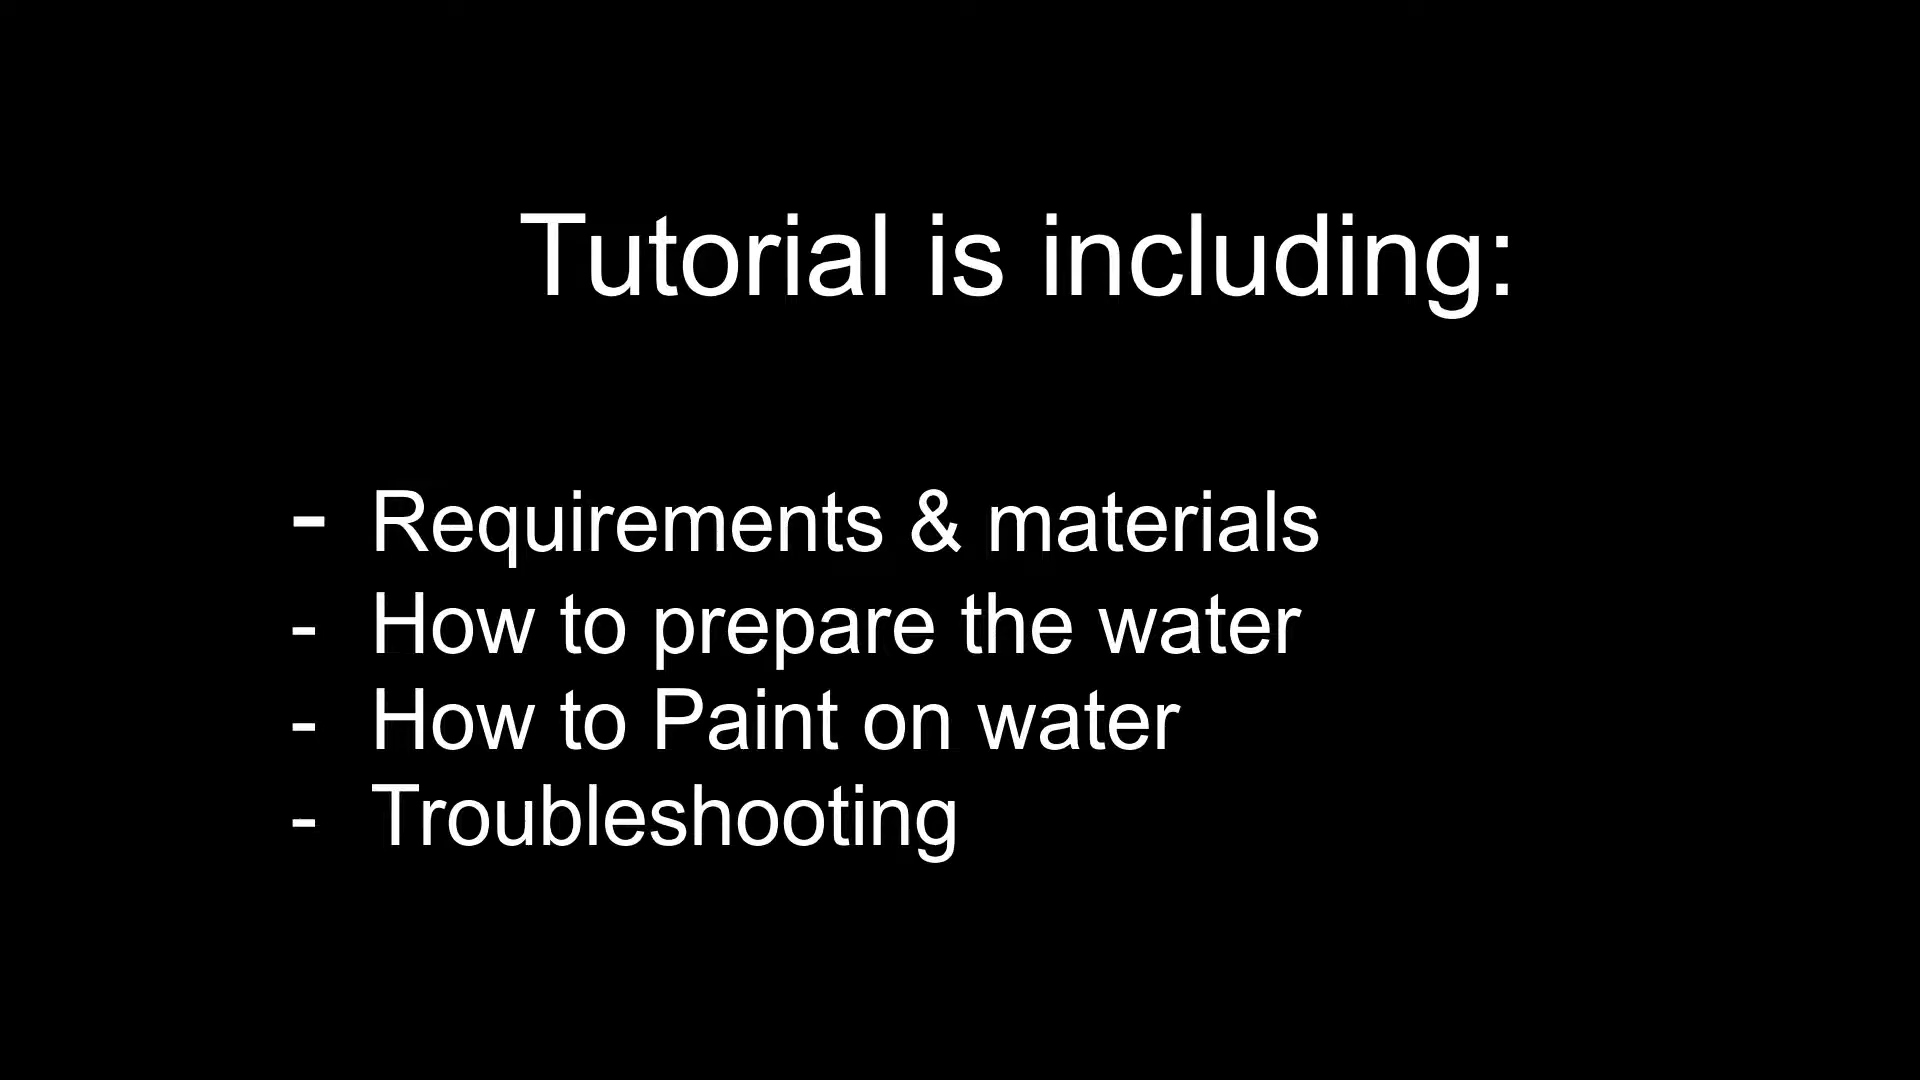 Tutorial is including:
- Requirements & materials
- How to prepare the water
- How to Paint on water
- Troubleshooting